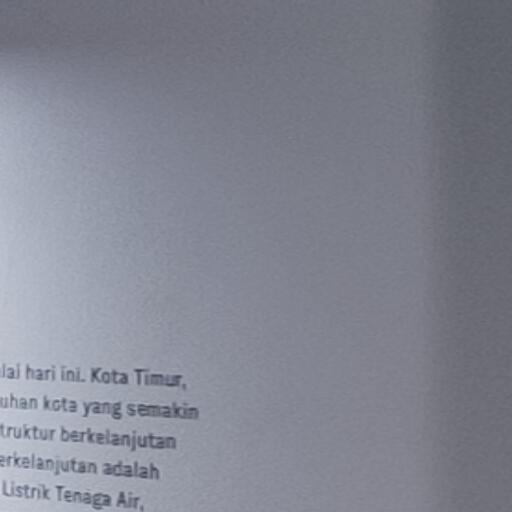 lai hari ini. Kota Timur,
uhan kota yang semakin
truktur berkelanjutan
erkelanjutan adalah
Listrik Tenaga Air,